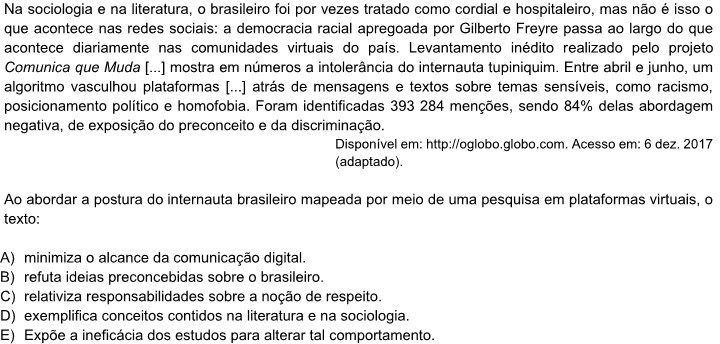 Na sociologia e na literatura, o brasileiro foi por vezes tratado como cordial e hospitaleiro, mas não é isso o
que acontece nas redes sociais: a democracia racial apregoada por Gilberto Freyre passa ao largo do que
acontece diariamente nas comunidades virtuais do país. Levantamento inédito realizado pelo projeto
Comunica que Muda [...] mostra em números a intolerância do internauta tupiniquim. Entre abril e junho, um
algoritmo vasculhou plataformas [...] atrás de mensagens e textos sobre temas sensíveis, como racismo,
posicionamento político e homofobia. Foram identificadas 393 284 menções, sendo 84% delas abordagem
negativa, de exposição do preconceito e da discriminação.
Disponível em: http://oglobo.globo.com. Acesso em: 6 dez. 2017
(adaptado).
Ao abordar a postura do internauta brasileiro mapeada por meio de uma pesquisa em plataformas virtuais, o
texto:
A) minimiza o alcance da comunicação digital.
B) refuta ideias preconcebidas sobre o brasileiro.
C) relativiza responsabilidades sobre a noção de respeito.
D) exemplifica conceitos contidos na literatura e na sociologia.
E) Expõe a ineficácia dos estudos para alterar tal comportamento.